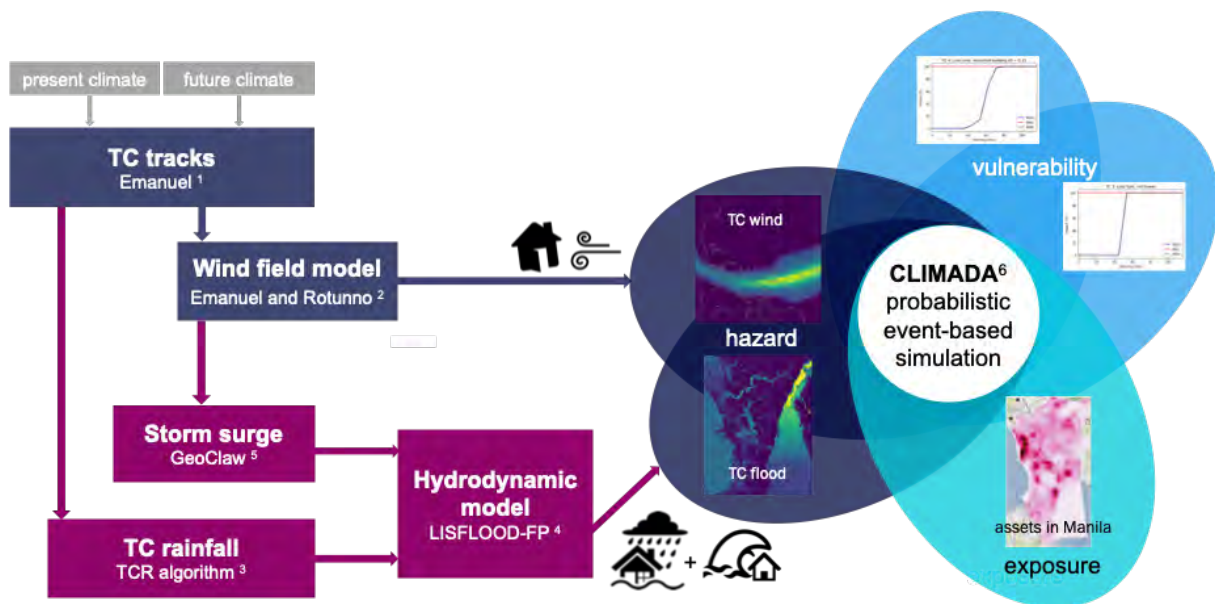 present climate
future climate
TC tracks
Emanuel 1
Wind field model
Emanuel and Rotunno 2
Storm surge
GeoClaw 5
TC rainfall
TCR algorithm 3
Hydrodynamic
model
LISFLOOD-FP 4
+
TC wind
hazard
TC flood
vulnerability
CLIMADA6
probabilistic
event-based
simulation
assets in Manila
exposure